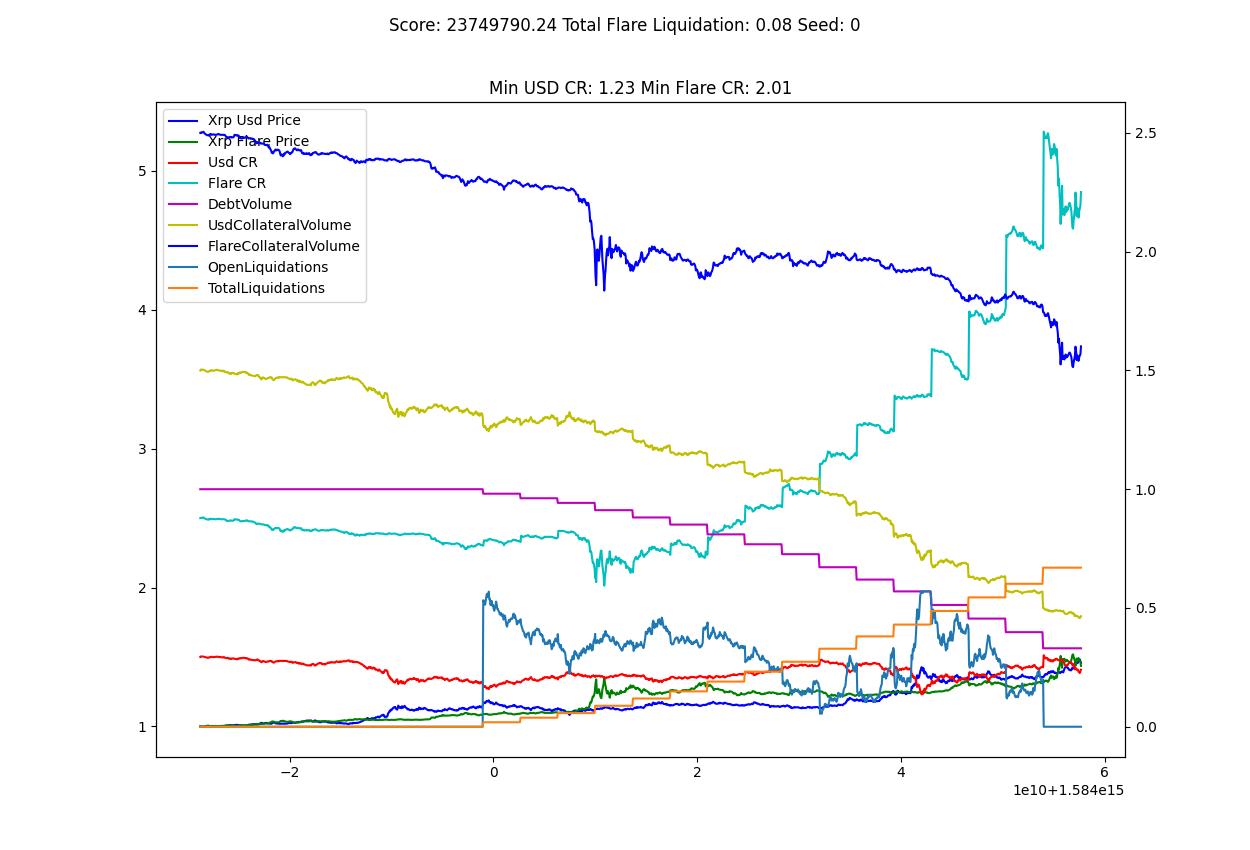 Score: 23749790.24 Total Flare Liquidation: 0.08 Seed: 0
Min USD CR: 1.23 Min Flare CR: 2.01
Xrp Usd Price
Xrp Flare Price
Usd CR
Flare CR
DebtVolume
UsdCollateralVolume
FlareCollateralVolume
OpenLiquidations
TotalLiquidations
5
4
3
2
1
2.5
2.0
1.5
1.0
0.5
0.0
−2
0
2
4
6
1e10+1.584e15